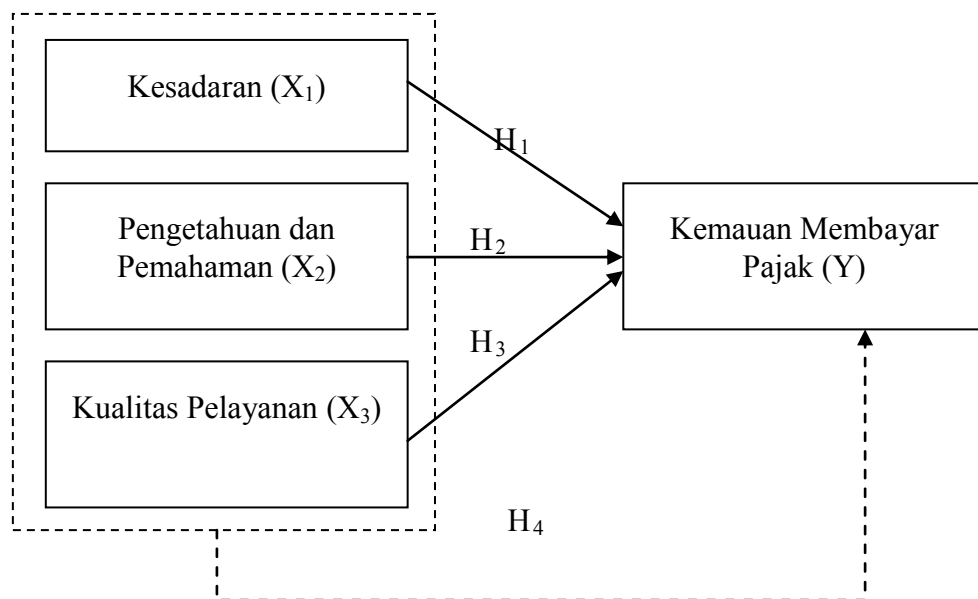 Kesadaran (X₁)
H₁
Pengetahuan dan
Pemahaman (X₂)
H₂
Kemauan Membayar
Pajak (Y)
H₃
Kualitas Pelayanan (X₃)
H₄